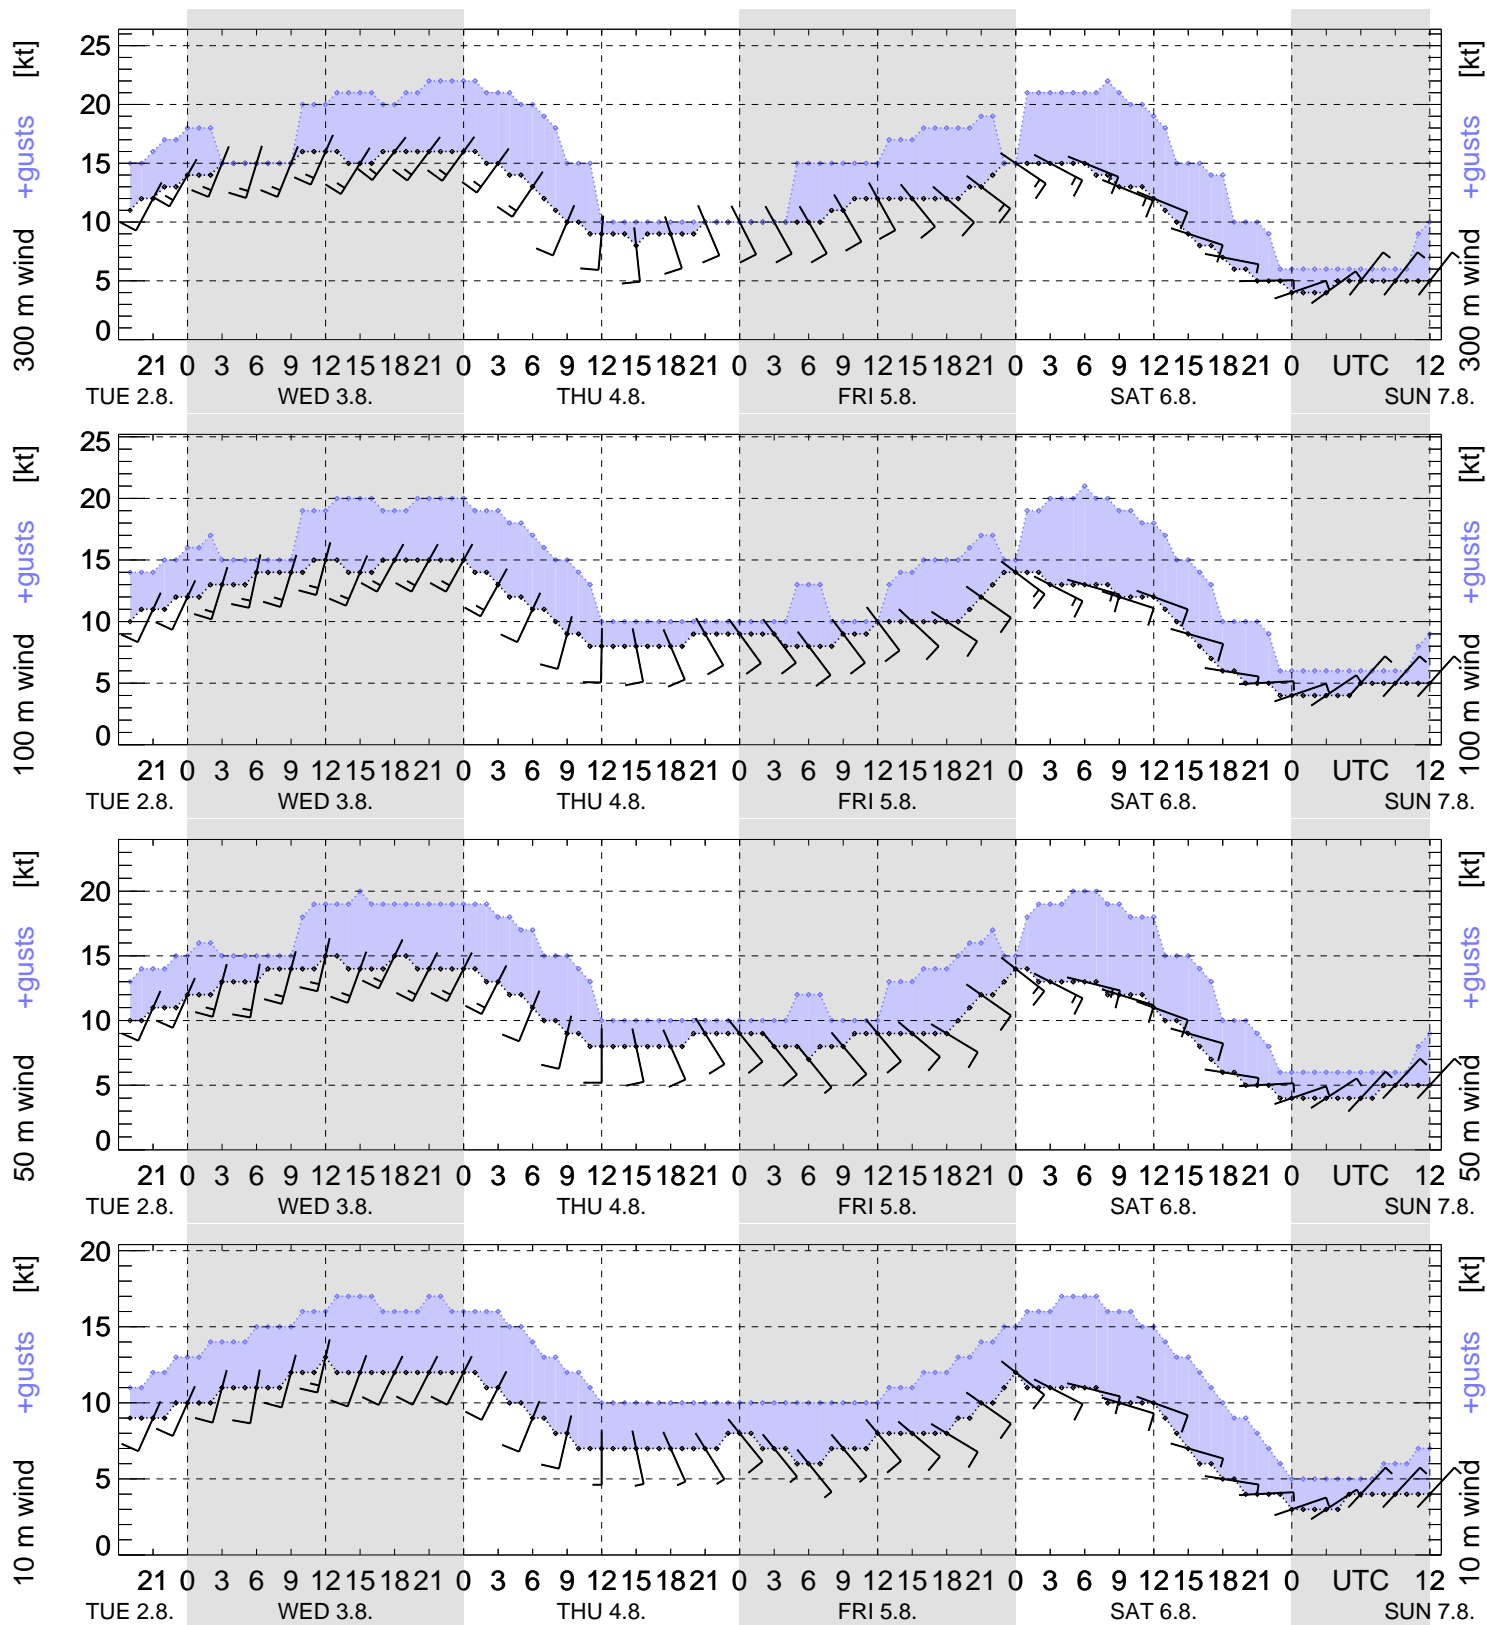 300 m wind +gusts [kt]
25
20
15
10
5
0
300 m wind +gusts [kt]
21 0 3 6 9 12 15 18 21 0 3 6 9 12 15 18 21 0 3 6 9 12 15 18 21 0 3 6 9 12 15 18 21 0 UTC 12
TUE 2.8. WED 3.8. THU 4.8. FRI 5.8. SAT 6.8. SUN 7.8.
100 m wind +gusts [kt]
25
20
15
10
5
0
100 m wind +gusts [kt]
21 0 3 6 9 12 15 18 21 0 3 6 9 12 15 18 21 0 3 6 9 12 15 18 21 0 3 6 9 12 15 18 21 0 UTC 12
TUE 2.8. WED 3.8. THU 4.8. FRI 5.8. SAT 6.8. SUN 7.8.
50 m wind +gusts [kt]
20
15
10
5
0
50 m wind +gusts [kt]
21 0 3 6 9 12 15 18 21 0 3 6 9 12 15 18 21 0 3 6 9 12 15 18 21 0 3 6 9 12 15 18 21 0 UTC 12
TUE 2.8. WED 3.8. THU 4.8. FRI 5.8. SAT 6.8. SUN 7.8.
10 m wind +gusts [kt]
20
15
10
5
0
10 m wind +gusts [kt]
21 0 3 6 9 12 15 18 21 0 3 6 9 12 15 18 21 0 3 6 9 12 15 18 21 0 3 6 9 12 15 18 21 0 UTC 12
TUE 2.8. WED 3.8. THU 4.8. FRI 5.8. SAT 6.8. SUN 7.8.